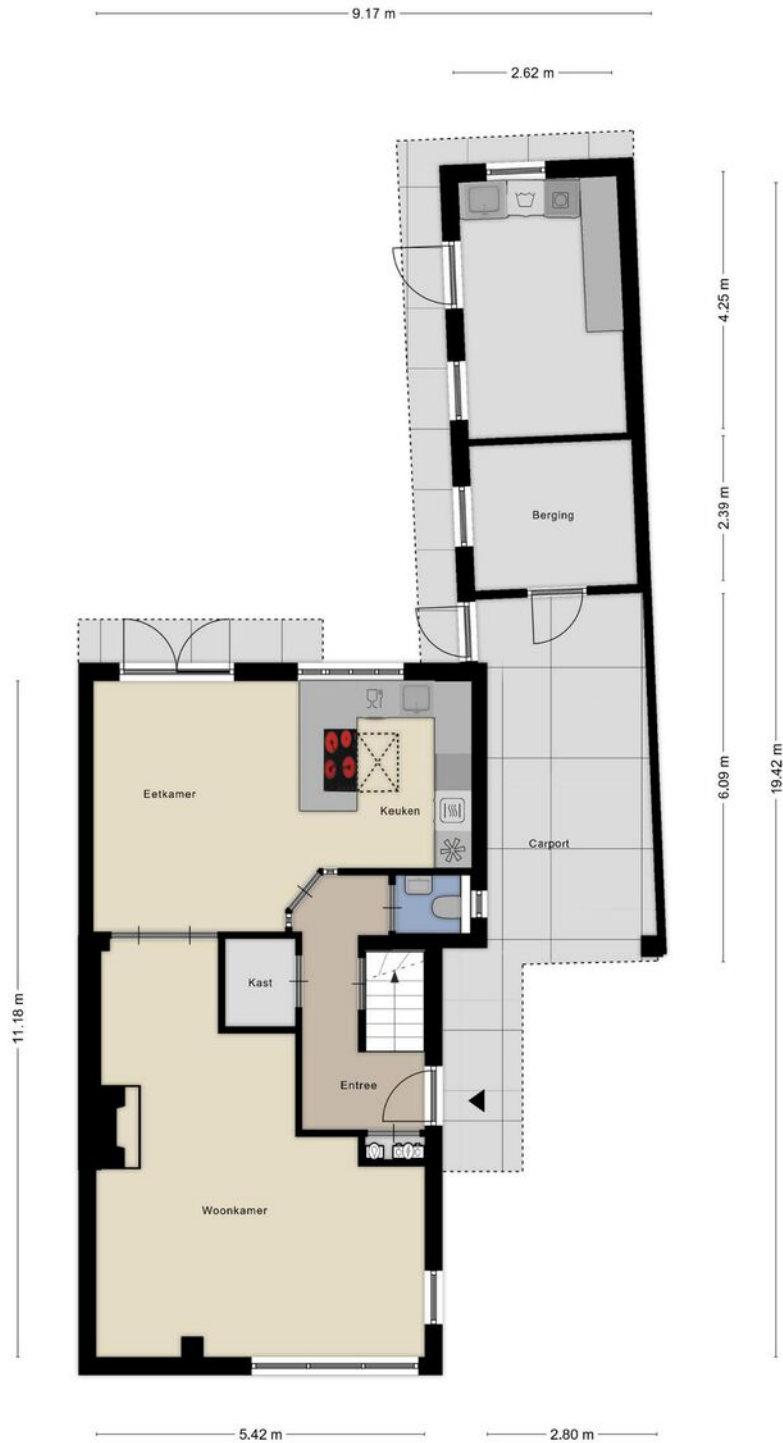 9.17 m
2.62 m
4.25 m
2.39 m
Berging
6.09 m
19.42 m
Eetkamer
Keuken
Carport
Kast
11.18 m
Entree
Woonkamer
5.42 m
2.80 m